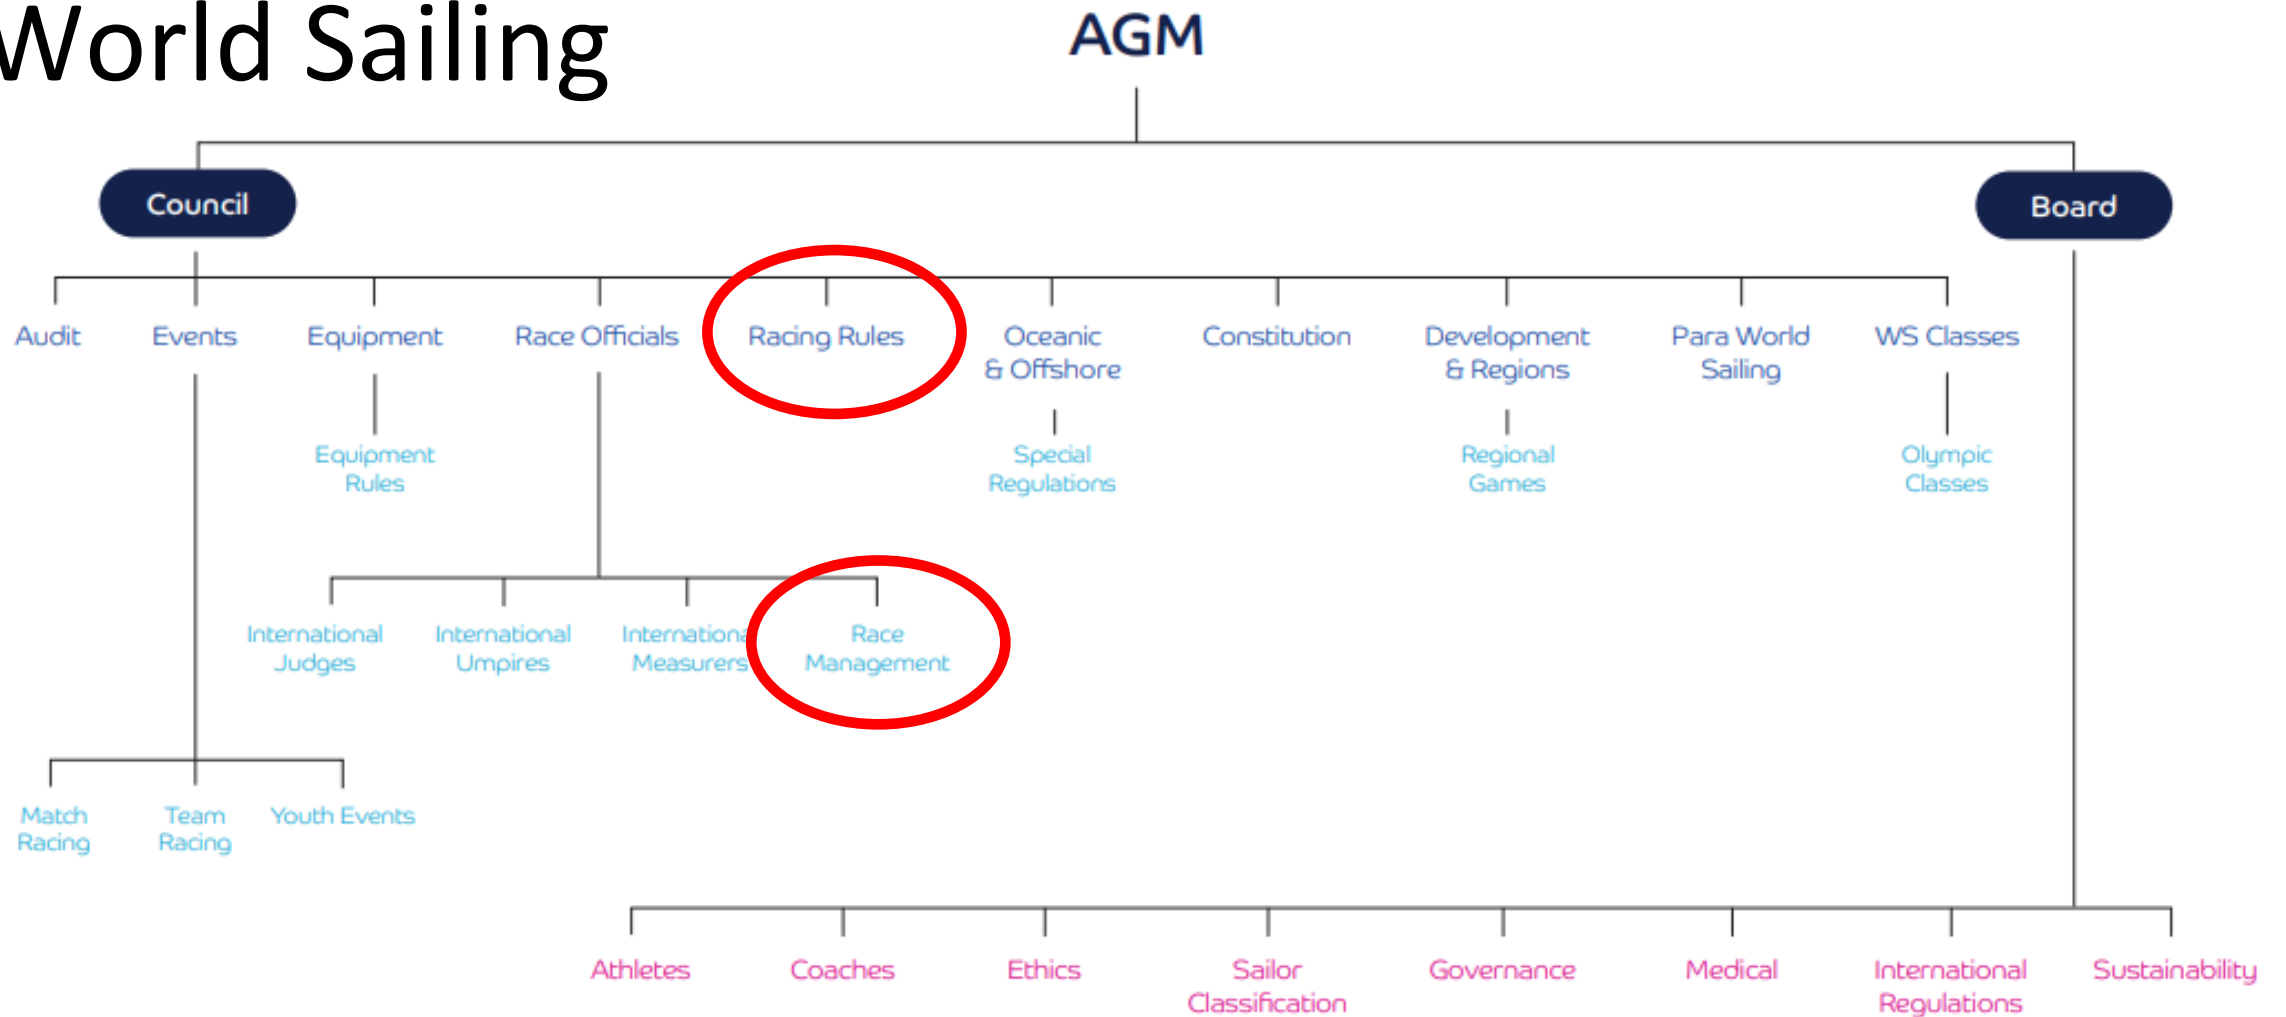 World Sailing
AGM
Council
Board
Audit
Events
Equipment
Race Officials
Racing Rules
Oceanic
& Offshore
Constitution
Development
& Regions
Para World
Sailing
WS Classes
Equipment
Rules
Special
Regulations
Regional
Games
Olympic
Classes
International
Judges
International
Umpires
International
Measurers
Race
Management
Match
Racing
Team
Racing
Youth Events
Athletes
Coaches
Ethics
Sailor
Classification
Governance
Medical
International
Regulations
Sustainability